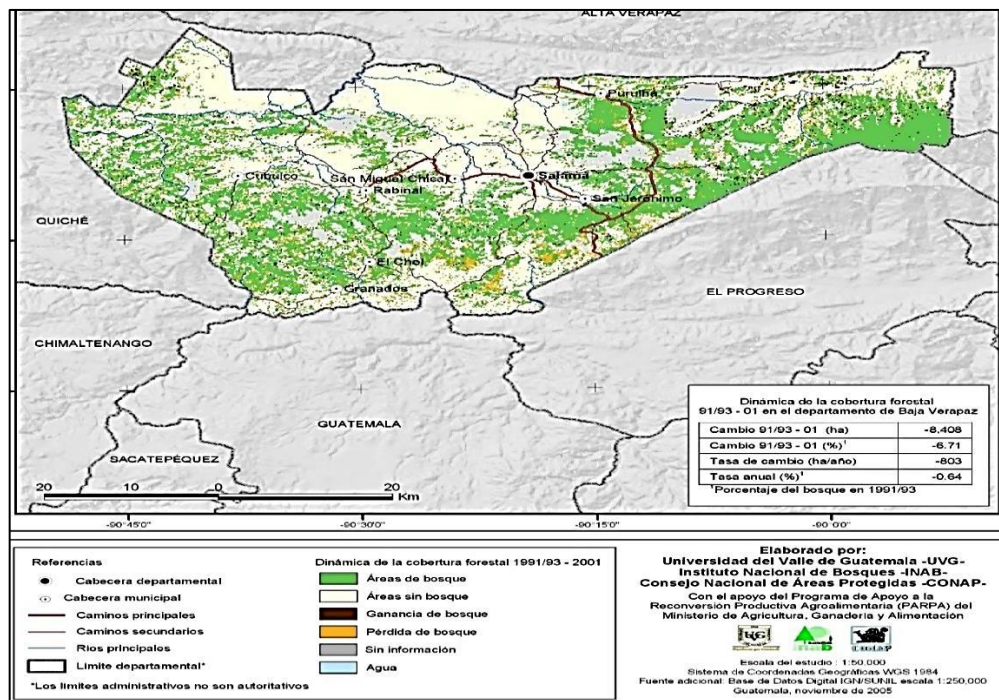 ALTA VERAPAZ
Purulhá
Cubulco
San Miguel Chicaj
Salamá
Rabinal
San Jerónimo
QUICHÉ
El Chol
Granados
EL PROGRESO
CHIMALTENANGO
GUATEMALA
SACATEPÉQUEZ
Dinámica de la cobertura forestal
91/93 - 01 en el departamento de Baja Verapaz
Cambio 91/93 - 01 (ha) -8,408
Cambio 91/93 - 01 (%)¹ -6.71
Tasa de cambio (ha/año) -803
Tasa anual (%)¹ -0.64
¹Porcentaje del bosque en 1991/93
20 10 0 20
Km
-90°45'0" -90°30'0" -90°15'0" -90°0'0"
Referencias
Cabecera departamental
Cabecera municipal
Caminos principales
Caminos secundarios
Ríos principales
Límite departamental*
*Los límites administrativos no son autoritativos
Dinámica de la cobertura forestal 1991/93 - 2001
Áreas de bosque
Áreas sin bosque
Ganancia de bosque
Pérdida de bosque
Sin información
Agua
Elaborado por:
Universidad del Valle de Guatemala -UVG-
Instituto Nacional de Bosques -INAB-
Consejo Nacional de Áreas Protegidas -CONAP-
Con el apoyo del Programa de Apoyo a la
Reconversión Productiva Agroalimentaria (PARPA) del
Ministerio de Agricultura, Ganadería y Alimentación
UVG inab
Escala del estudio : 1:50,000
Sistema de Coordenadas Geográficas WGS 1984
Fuente adicional: Base de Datos Digital IGN/SUNIL escala 1:250,000
Guatemala, noviembre de 2005